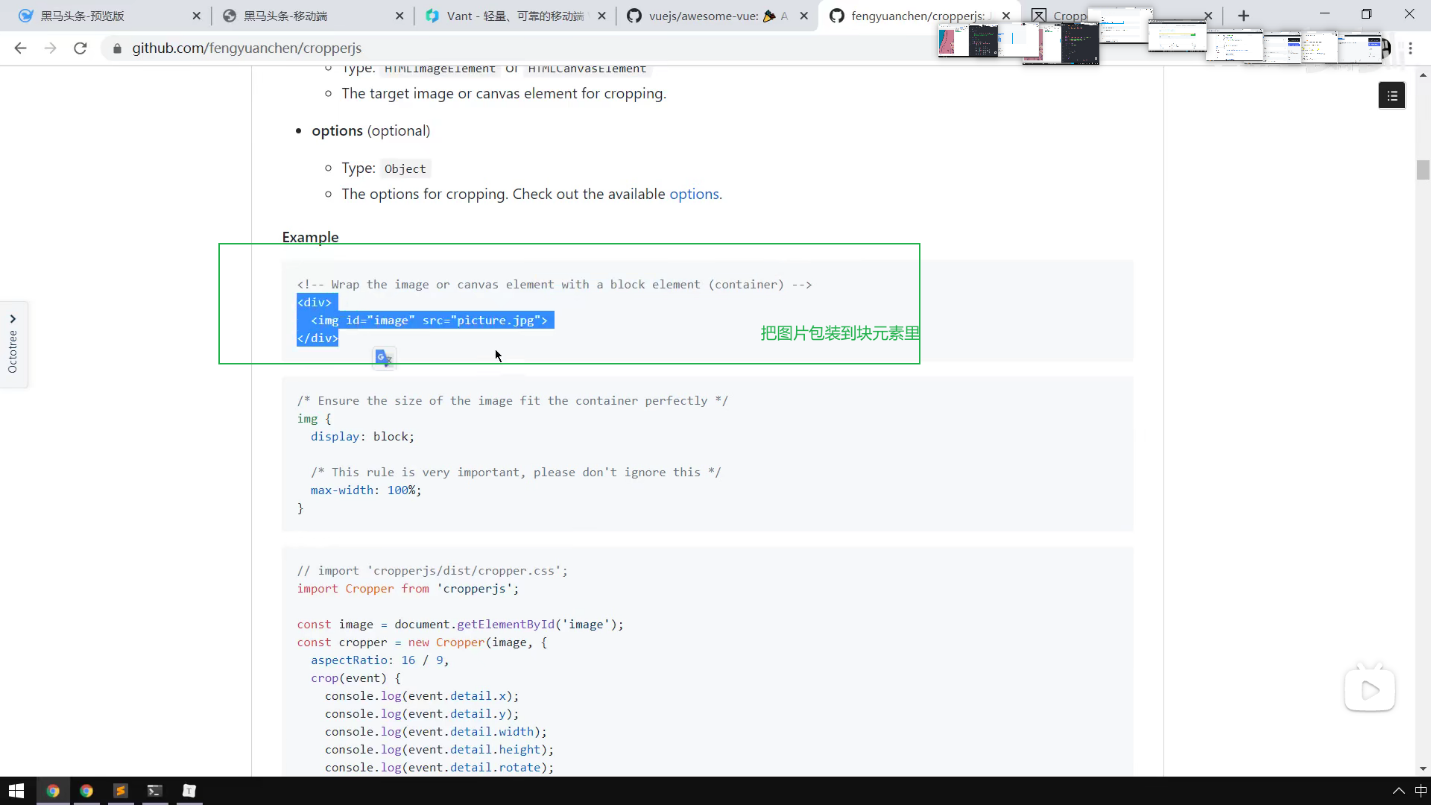 黑马头条-预览版
黑马头条-移动端
Vant - 轻量、可靠的移动端
vuejs/awesome-vue: 🎉 A
fengyuanchen/cropperjs:
Cropp
github.com/fengyuanchen/cropperjs
Type: HTMLImageElement or HTMLCanvasElement
The target image or canvas element for cropping.
options (optional)
Type: Object
The options for cropping. Check out the available options.
Example
<!-- Wrap the image or canvas element with a block element (container) -->
<div>
  <img id="image" src="picture.jpg">
</div>
把图片包装到块元素里
Octotree
/* Ensure the size of the image fit the container perfectly */
img {
  display: block;
  /* This rule is very important, please don't ignore this */
  max-width: 100%;
}
// import 'cropperjs/dist/cropper.css';
import Cropper from 'cropperjs';
const image = document.getElementById('image');
const cropper = new Cropper(image, {
  aspectRatio: 16 / 9,
  crop(event) {
    console.log(event.detail.x);
    console.log(event.detail.y);
    console.log(event.detail.width);
    console.log(event.detail.height);
    console.log(event.detail.rotate);
中